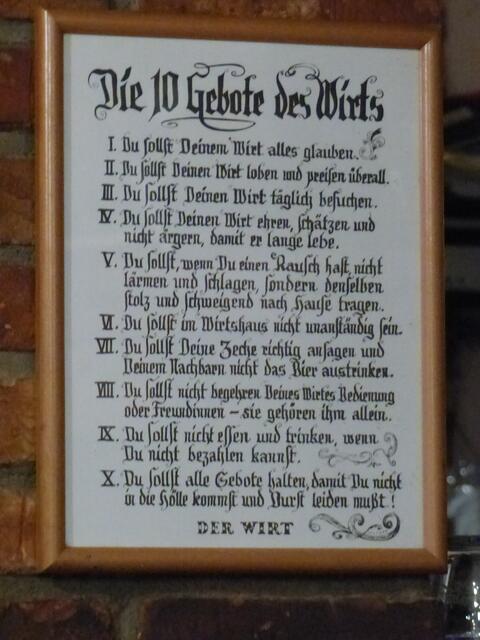 Die 10 Gebote des Wirts
I. Du sollst Deinem Wirt alles glauben.
II. Du sollst Deinen Wirt loben und preisen überall.
III. Du sollst Deinen Wirt täglich besuchen.
IV. Du sollst Deinen Wirt ehren, schätzen und
nicht ärgern, damit er lange lebe.
V. Du sollst, wenn Du einen Rausch hast, nicht
lärmen und schlagen, sondern denselben
stolz und schweigend nach Hause tragen.
VI. Du sollst im Wirtshaus nicht unanständig sein.
VII. Du sollst Deine Zeche richtig ansagen und
Deinem Nachbarn nicht das Bier austrinken.
VIII. Du sollst nicht begehren Deines Wirtes Bedienung
oder Freundinnen – sie gehören ihm allein.
IX. Du sollst nicht essen und trinken, wenn
Du nicht bezahlen kannst.
X. Du sollst alle Gebote halten, damit Du nicht
in die Hölle kommst und Durst leiden mußt!
DER WIRT